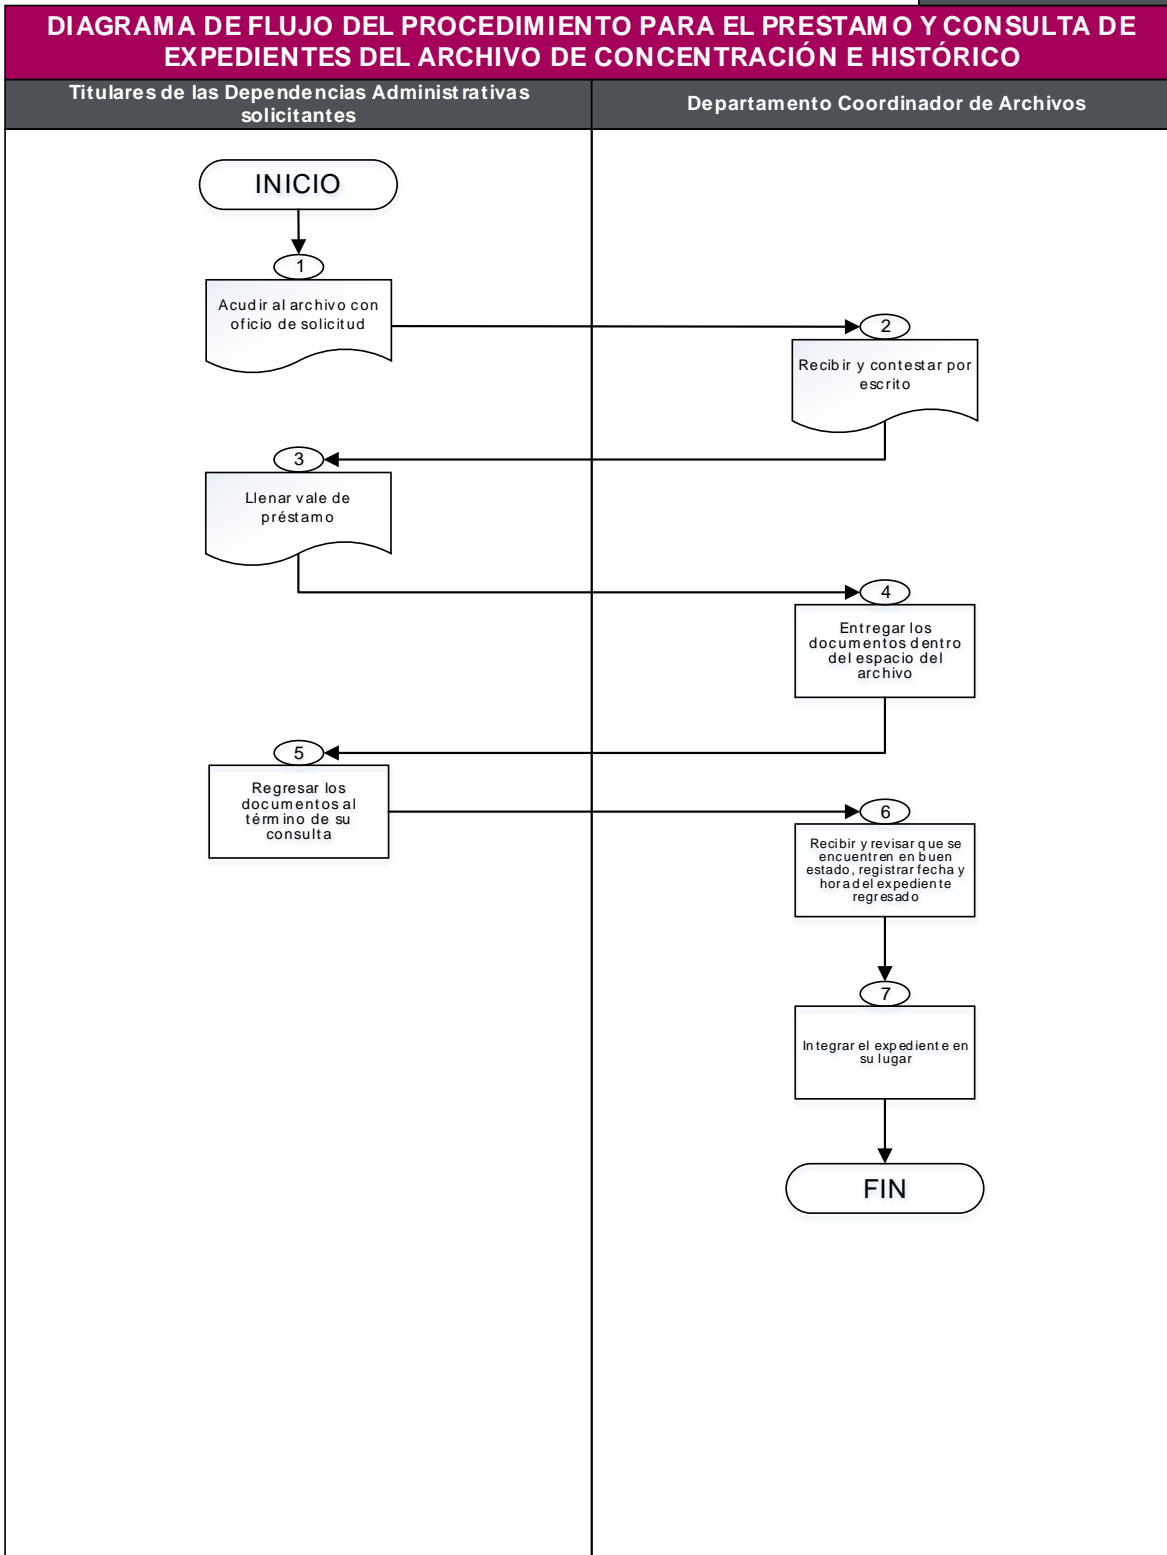 DIAGRAMA DE FLUJO DEL PROCEDIMIENTO PARA EL PRESTAMO Y CONSULTA DE
EXPEDIENTES DEL ARCHIVO DE CONCENTRACIÓN E HISTÓRICO
Titulares de las Dependencias Administrativas
solicitantes
Departamento Coordinador de Archivos
INICIO
1
Acudir al archivo con
oficio de solicitud
2
Recibir y contestar por
escrito
3
Llenar vale de
préstamo
4
Entregar los
documentos dentro
del espacio del
archivo
5
Regresar los
documentos al
término de su
consulta
6
Recibir y revisar que se
encuentren en buen
estado, registrar fecha y
hora del expediente
regresado
7
Integrar el expediente en
su lugar
FIN